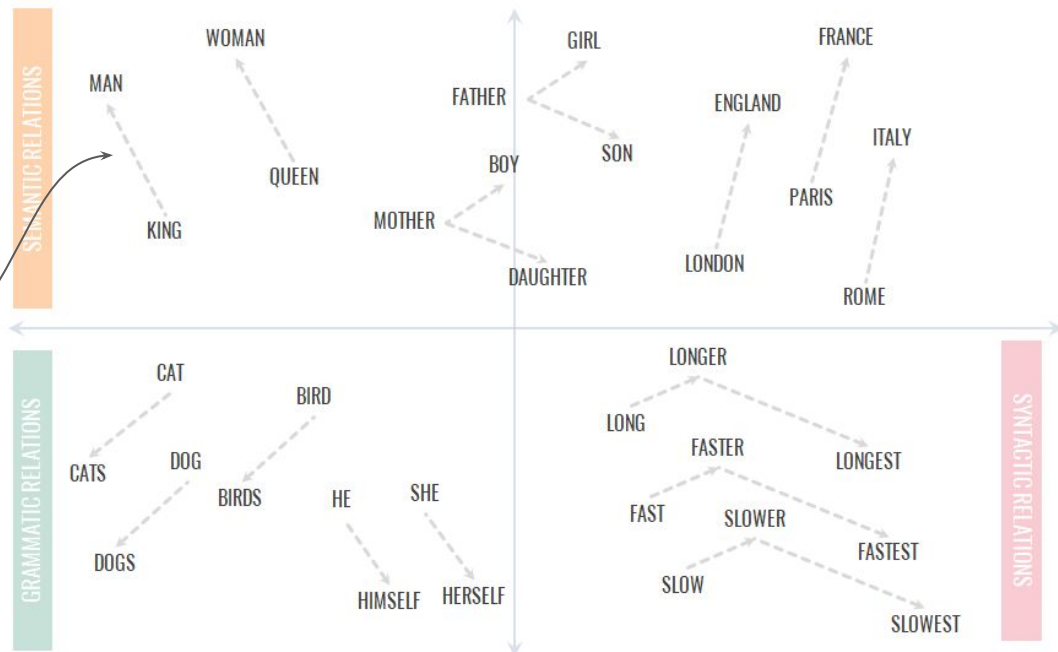 SEMANTIC RELATIONS
WOMAN
MAN
QUEEN
KING
GIRL
FATHER
SON
BOY
MOTHER
DAUGHTER
FRANCE
ENGLAND
ITALY
PARIS
LONDON
ROME
GRAMMATIC RELATIONS
CAT
BIRD
CATS
DOG
BIRDS
HE
SHE
DOGS
HIMSELF
HERSELF
LONGER
LONG
LONGEST
FASTER
FAST
SLOWER
FASTEST
SLOW
SLOWEST
SYNTACTIC RELATIONS